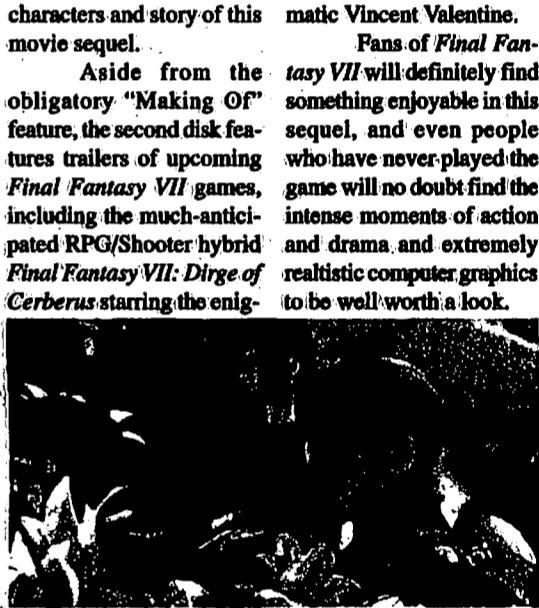 characters and story of this
movie sequel.
Aside from the
obligatory “Making Of”
feature, the second disk fea-
tures trailers of upcoming
Final Fantasy VII games,
including the much-antici-
pated RPG/Shooter hybrid
Final Fantasy VII: Dirge of
Cerberus starring the enig-
matic Vincent Valentine.
Fans of Final Fan-
tasy VII will definitely find
something enjoyable in this
sequel, and even people
who have never played the
game will no doubt find the
intense moments of action
and drama and extremely
realtistic computer graphics
to be well worth a look.